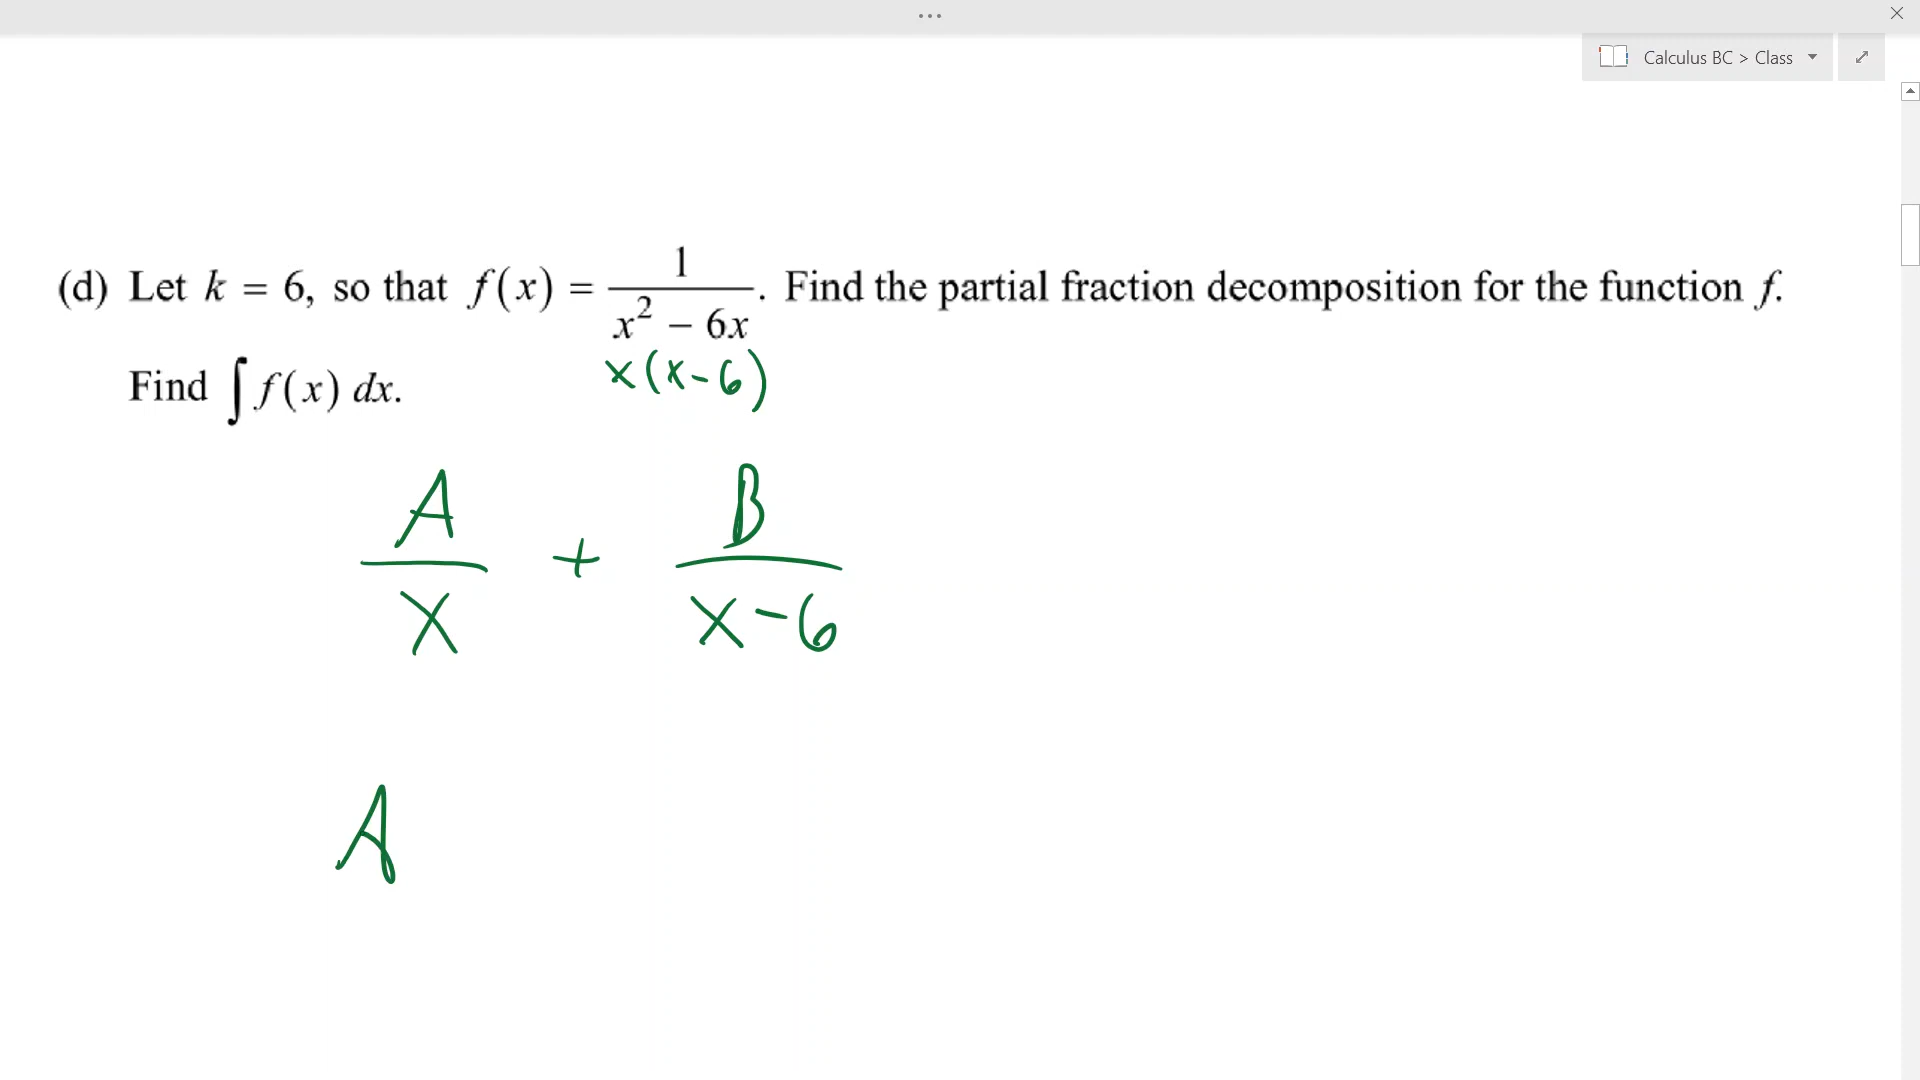 Calculus BC > Class
(d) Let k = 6, so that f(x) = 1 / (x² − 6x). Find the partial fraction decomposition for the function f.
x(x-6)
Find ∫ f(x) dx.
A/x + B/(x-6)
A